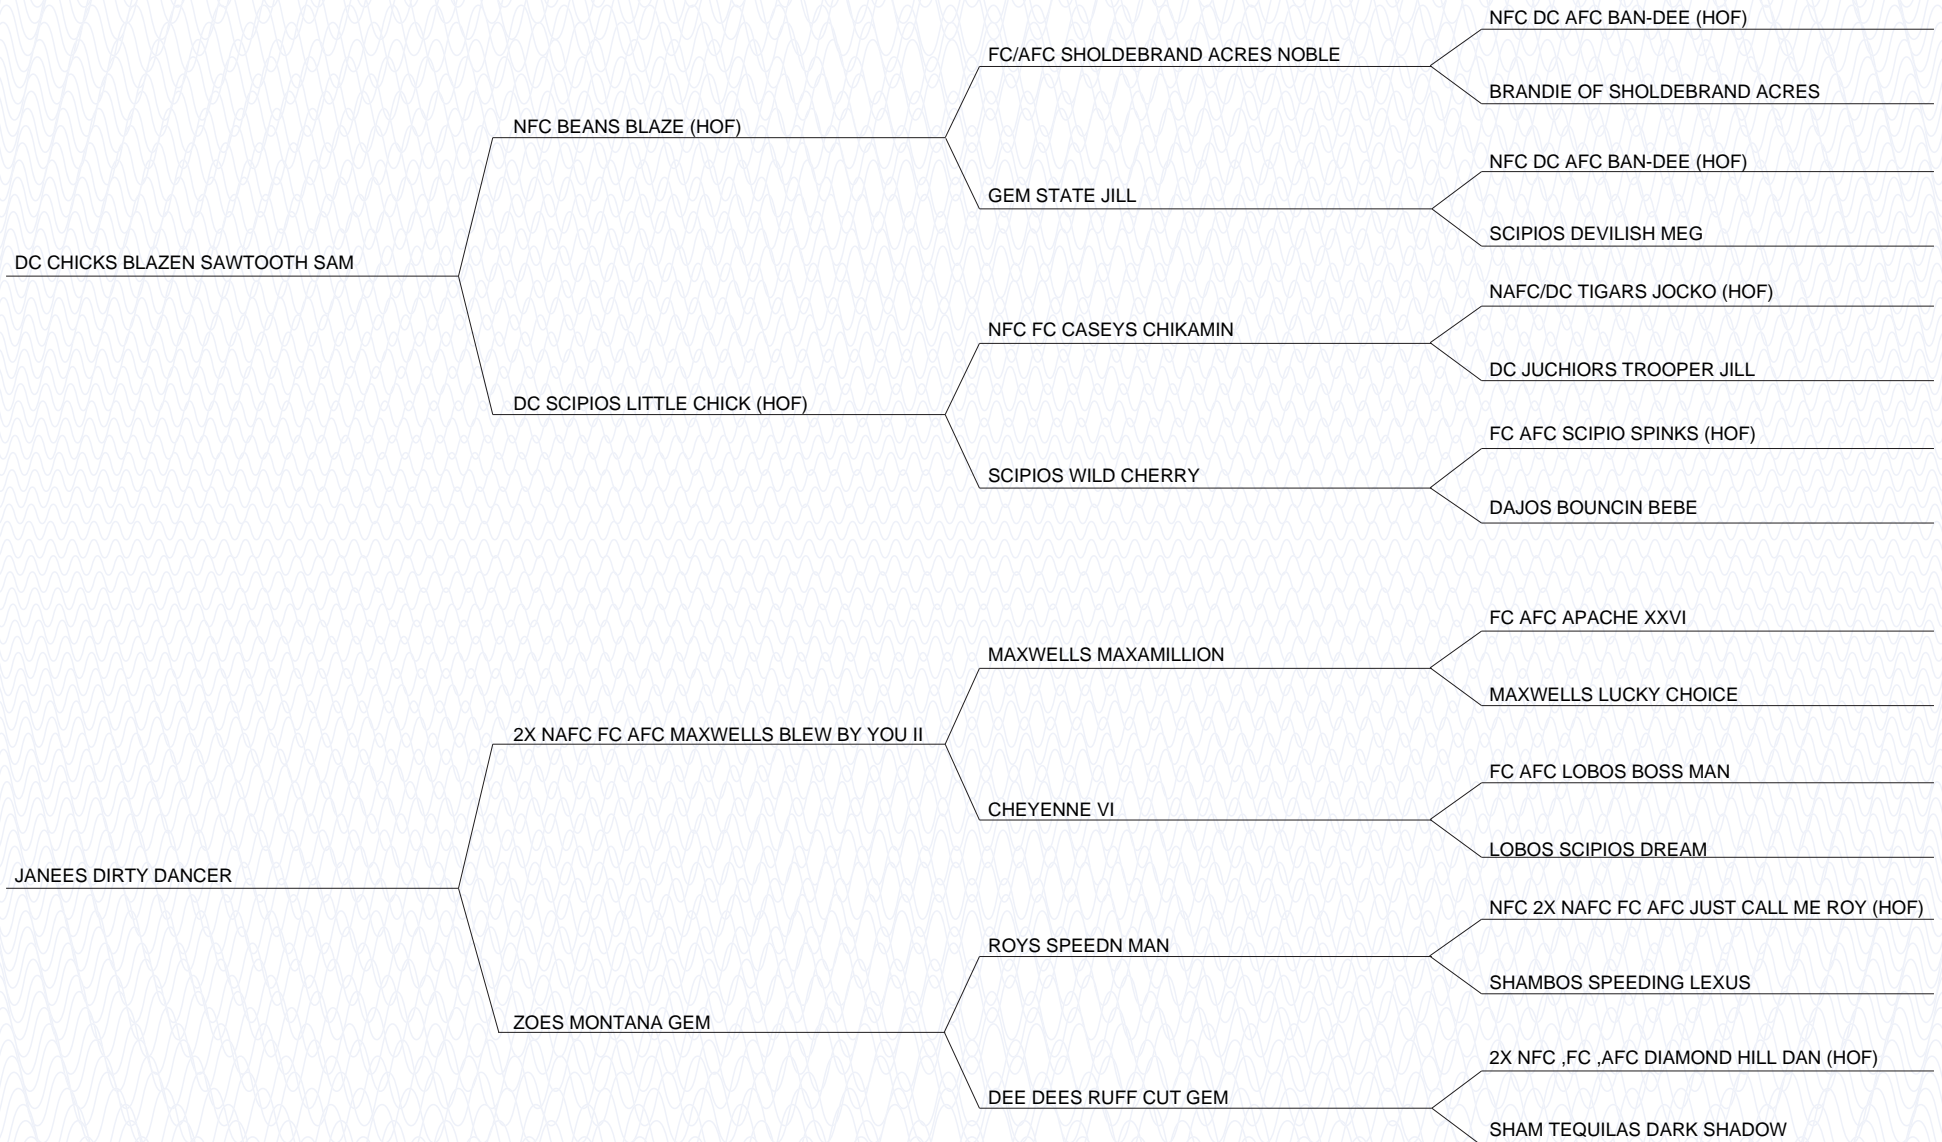 NFC DC AFC BAN-DEE (HOF)
FC/AFC SHOLDEBRAND ACRES NOBLE
BRANDIE OF SHOLDEBRAND ACRES
NFC BEANS BLAZE (HOF)
NFC DC AFC BAN-DEE (HOF)
GEM STATE JILL
SCIPIOS DEVILISH MEG
DC CHICKS BLAZEN SAWTOOTH SAM
NAFC/DC TIGARS JOCKO (HOF)
NFC FC CASEYS CHIKAMIN
DC JUCHIORS TROOPER JILL
DC SCIPIOS LITTLE CHICK (HOF)
FC AFC SCIPIO SPINKS (HOF)
SCIPIOS WILD CHERRY
DAJOS BOUNCIN BEBE
FC AFC APACHE XXVI
MAXWELLS MAXAMILLION
MAXWELLS LUCKY CHOICE
2X NAFC FC AFC MAXWELLS BLEW BY YOU II
FC AFC LOBOS BOSS MAN
CHEYENNE VI
LOBOS SCIPIOS DREAM
JANEES DIRTY DANCER
NFC 2X NAFC FC AFC JUST CALL ME ROY (HOF)
ROYS SPEEDN MAN
SHAMBOS SPEEDING LEXUS
ZOES MONTANA GEM
2X NFC ,FC ,AFC DIAMOND HILL DAN (HOF)
DEE DEES RUFF CUT GEM
SHAM TEQUILAS DARK SHADOW